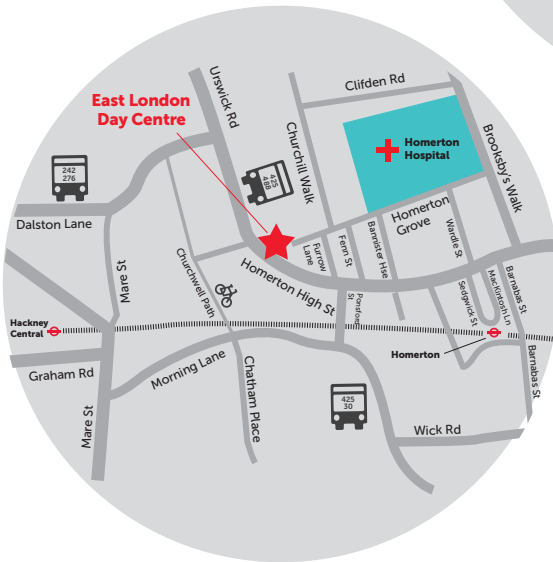 Urswick Rd
Clifden Rd
East London
Day Centre
Churchill Walk
Homerton
Hospital
Brooksby's Walk
242
276
425
488
Dalston Lane
Homerton
Grove
Furrow
Lane
Fenn St
Bannister Hse
Wardle St
Mare St
Churchwell Path
Homerton High St
Ponsford
St
Sedgwick St
MacKintosh Ln
Barnabas St
Hackney
Central
Homerton
Graham Rd
Morning Lane
Chatham Place
Barnabas St
425
30
Mare St
Wick Rd